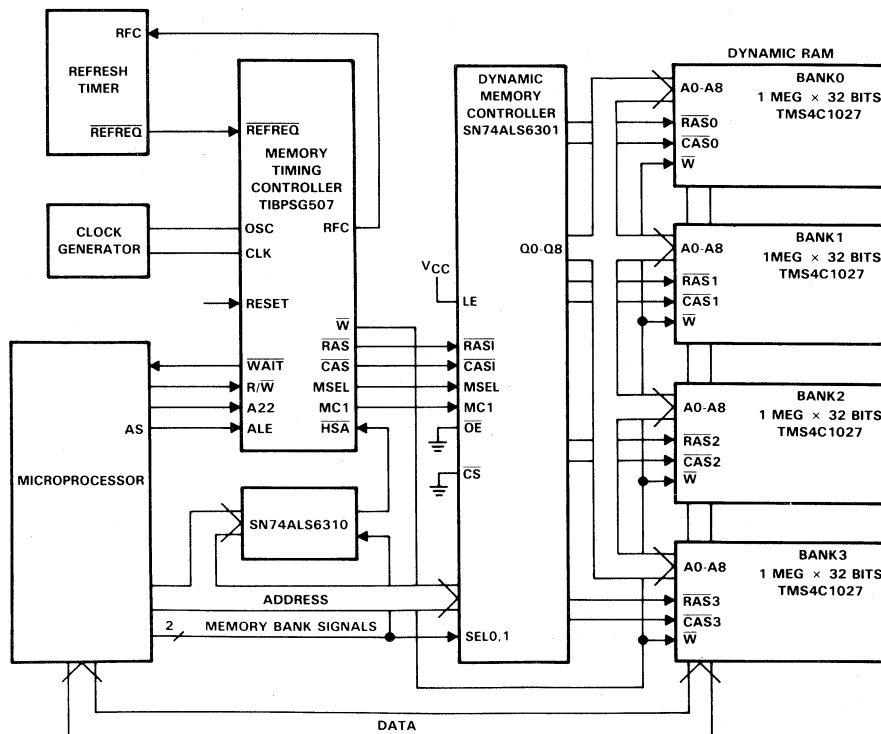 RFC
REFRESH
TIMER
REFREQ
CLOCK
GENERATOR
REFREQ
MEMORY
TIMING
CONTROLLER
TIBPSG507
OSC
RFC
CLK
RESET
W
RAS
WAIT
CAS
R/W
MSEL
A22
MC1
ALE
HSA
AS
MICROPROCESSOR
SN74ALS6310
ADDRESS
2
MEMORY BANK SIGNALS
DATA
DYNAMIC
MEMORY
CONTROLLER
SN74ALS6301
Q0-Q8
VCC
LE
RASI
CASI
MSEL
MC1
OE
CS
SEL0,1
DYNAMIC RAM
BANK0
A0-A8
1 MEG × 32 BITS
TMS4C1027
RAS0
CAS0
W
BANK1
A0-A8
1MEG × 32 BITS
TMS4C1027
RAS1
CAS1
W
BANK2
A0-A8
1 MEG × 32 BITS
TMS4C1027
RAS2
CAS2
W
BANK3
A0-A8
1 MEG × 32 BITS
TMS4C1027
RAS3
CAS3
W